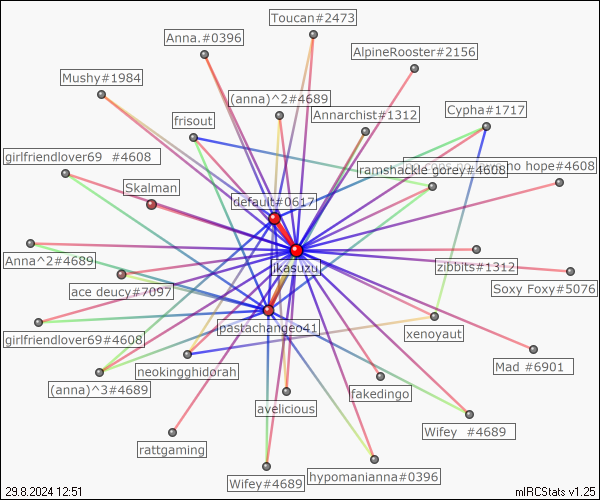 Toucan#2473
Anna.#0396
AlpineRooster#2156
Mushy#1984
(anna)^2#4689
Annarchist#1312
Cypha#1717
frisout
girlfriendlover69 #4608
no hope#4608
ramshackle gorey#4608
Skalman
default#0617
ikasuzu
Anna^2#4689
zibbits#1312
ace deucy#7097
Soxy Foxy#5076
pastachangeo41
xenoyaut
girlfriendlover69#4608
neokingghidorah
Mad #6901
(anna)^3#4689
fakedingo
avelicious
Wifey #4689
rattgaming
hypomanianna#0396
Wifey#4689
29.8.2024 12:51
mIRCStats v1.25